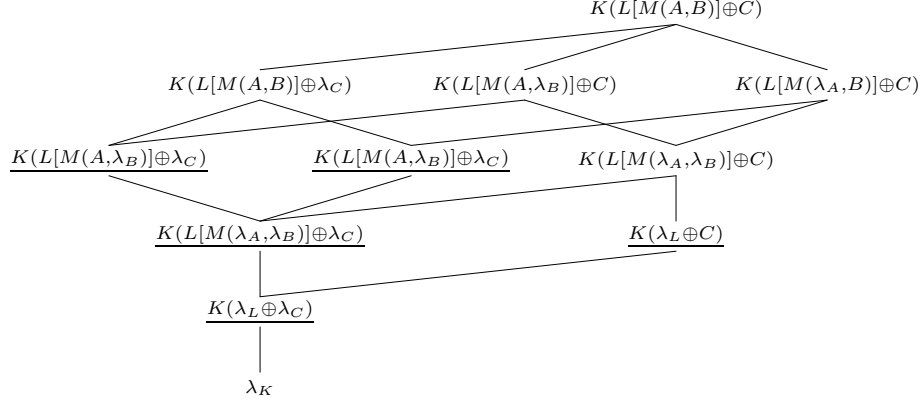 K(L[M(A,B)]⊕C)
K(L[M(A,B)]⊕λ_C) K(L[M(A,λ_B)]⊕C) K(L[M(λ_A,B)]⊕C)
K(L[M(A,λ_B)]⊕λ_C) K(L[M(A,λ_B)]⊕λ_C) K(L[M(λ_A,λ_B)]⊕C)
K(L[M(λ_A,λ_B)]⊕λ_C) K(λ_L⊕C)
K(λ_L⊕λ_C)
λ_K